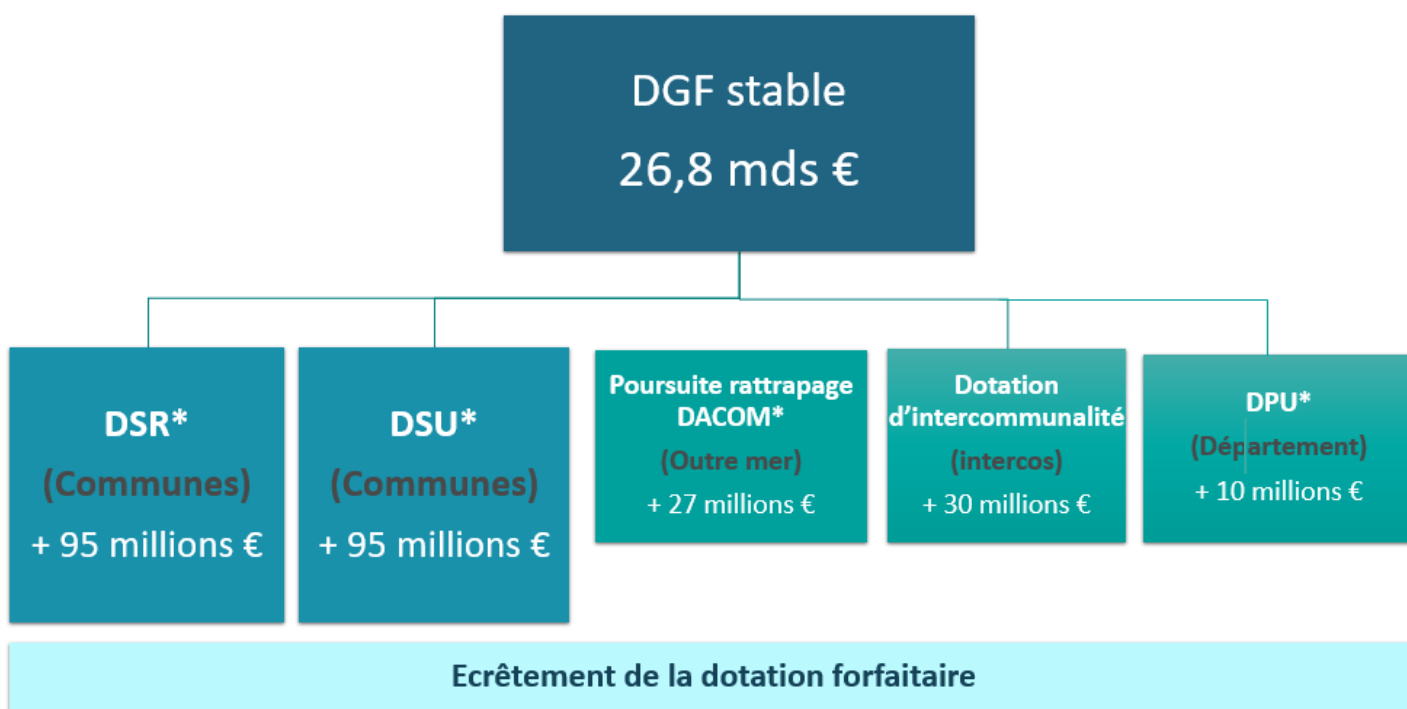 DGF stable
26,8 mds €
DSR*
(Communes)
+ 95 millions €
DSU*
(Communes)
+ 95 millions €
Poursuite rattrapage
DACOM*
(Outre mer)
+ 27 millions €
Dotation
d’intercommunalité
(intercos)
+ 30 millions €
DPU*
(Département)
+ 10 millions €
Ecrêtement de la dotation forfaitaire